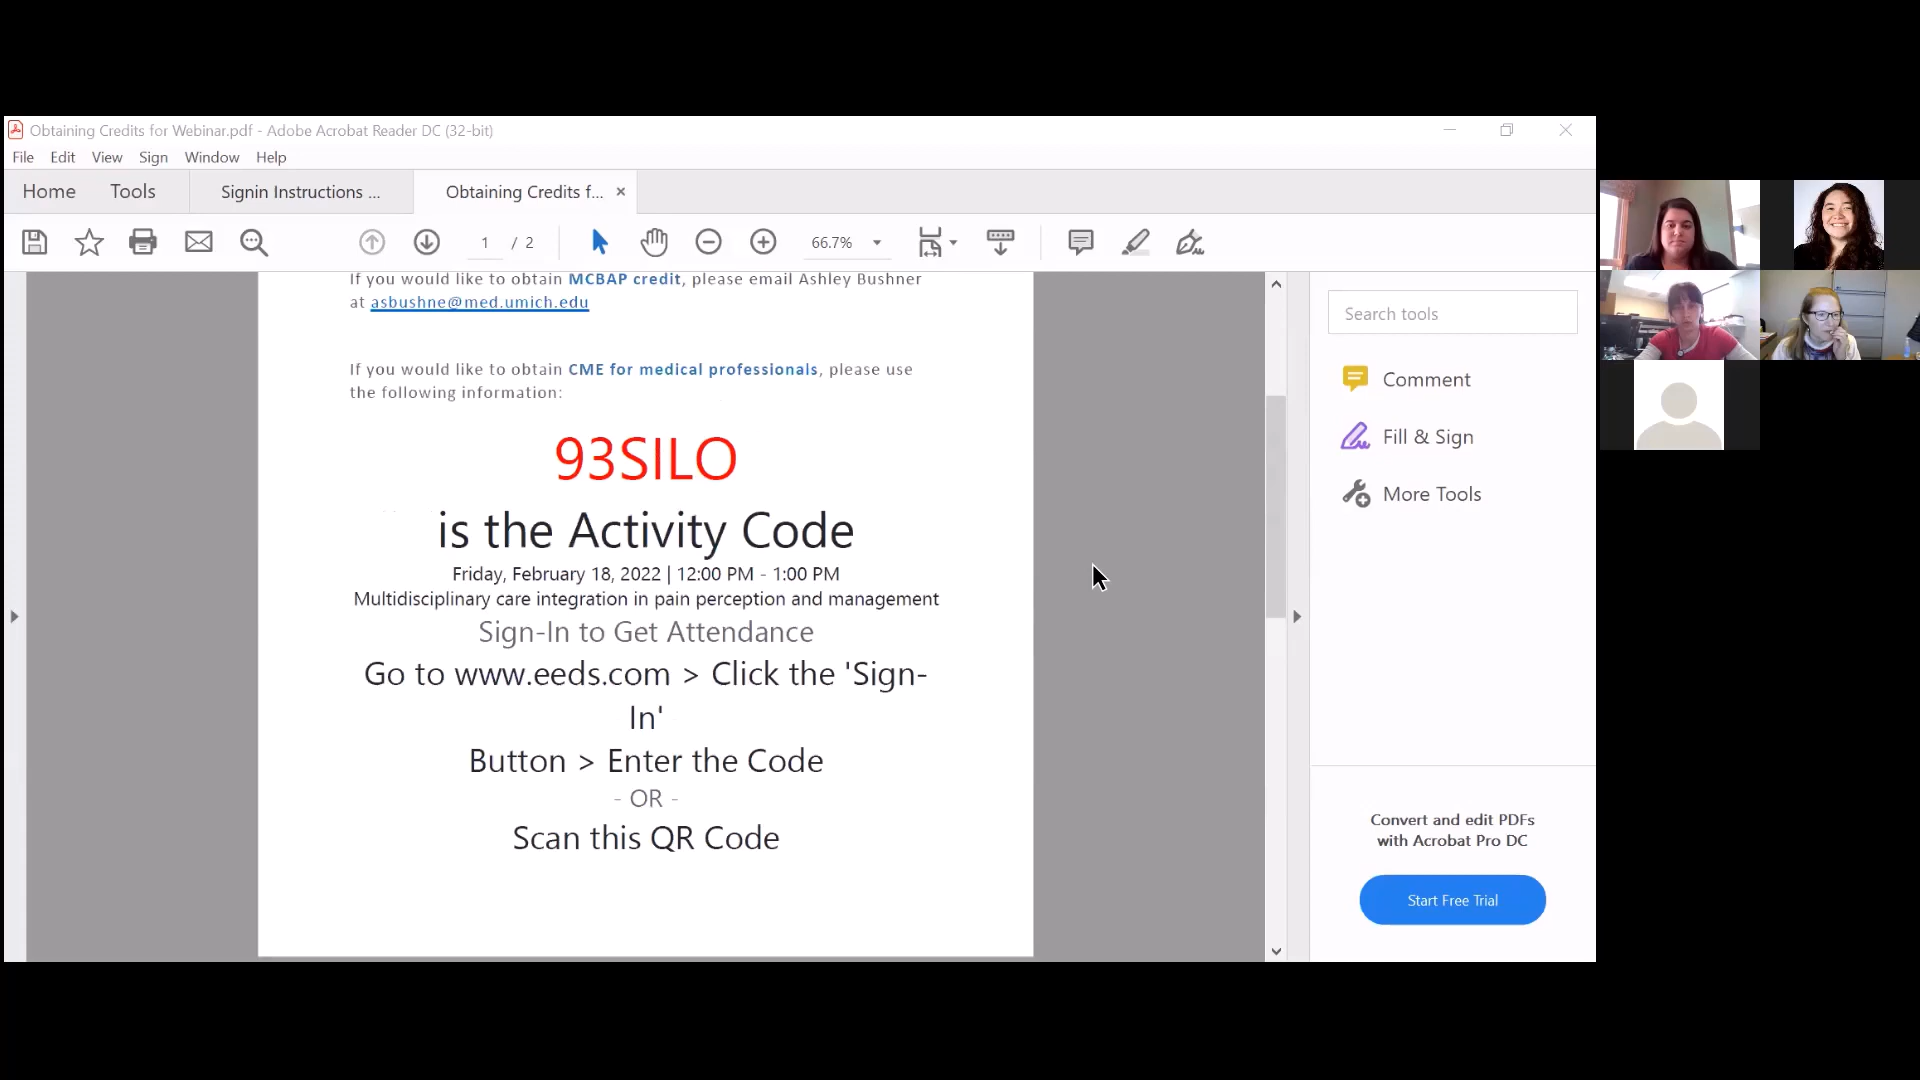 Obtaining Credits for Webinar.pdf - Adobe Acrobat Reader DC (32-bit)
File Edit View Sign Window Help
Home Tools Signin Instructions ... Obtaining Credits f... ×
1 / 2 66.7%
If you would like to obtain MCBAP credit, please email Ashley Bushner
at asbushne@med.umich.edu
If you would like to obtain CME for medical professionals, please use
the following information:
93SILO
is the Activity Code
Friday, February 18, 2022 | 12:00 PM - 1:00 PM
Multidisciplinary care integration in pain perception and management
Sign-In to Get Attendance
Go to www.eeds.com > Click the 'Sign-
In'
Button > Enter the Code
- OR -
Scan this QR Code
Search tools
Comment
Fill & Sign
More Tools
Convert and edit PDFs
with Acrobat Pro DC
Start Free Trial